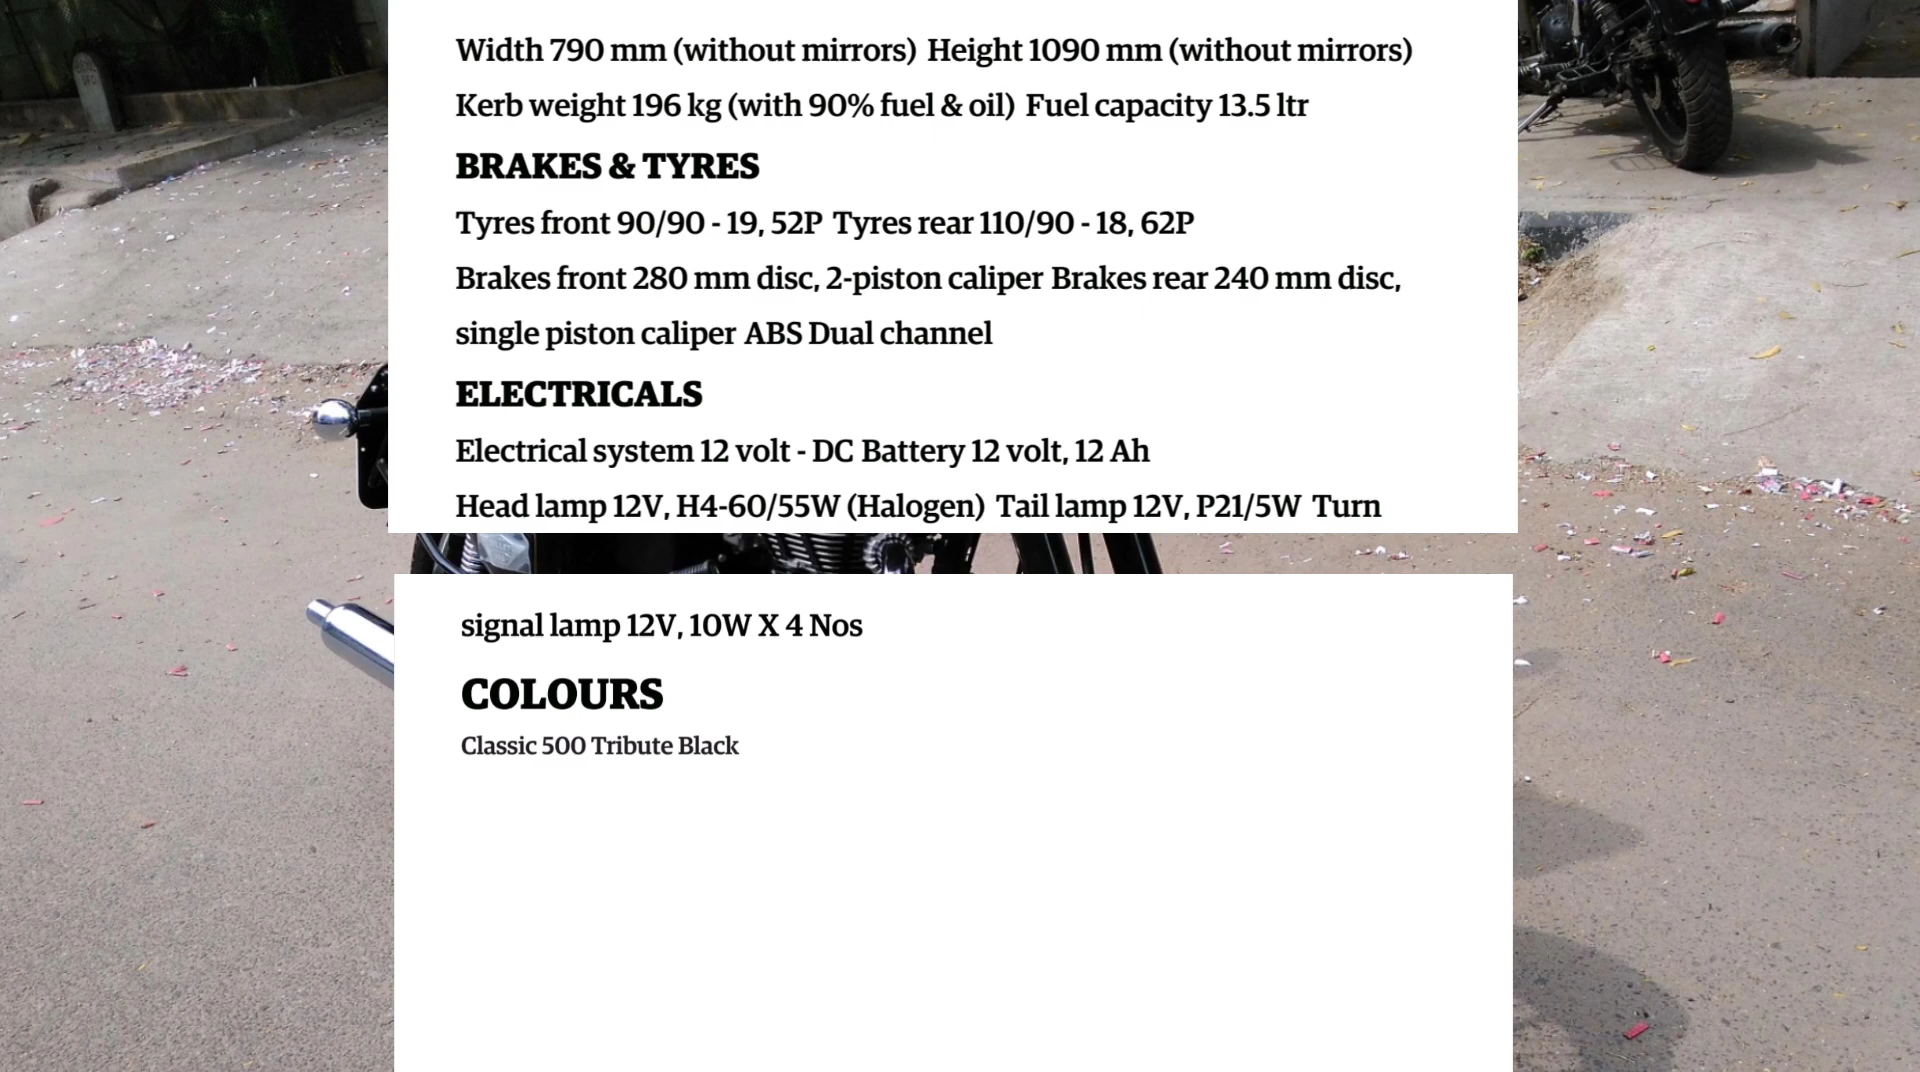 Width 790 mm (without mirrors) Height 1090 mm (without mirrors)
Kerb weight 196 kg (with 90% fuel & oil) Fuel capacity 13.5 ltr
BRAKES & TYRES
Tyres front 90/90 - 19, 52P Tyres rear 110/90 - 18, 62P
Brakes front 280 mm disc, 2-piston caliper Brakes rear 240 mm disc,
single piston caliper ABS Dual channel
ELECTRICALS
Electrical system 12 volt - DC Battery 12 volt, 12 Ah
Head lamp 12V, H4-60/55W (Halogen) Tail lamp 12V, P21/5W Turn
signal lamp 12V, 10W X 4 Nos
COLOURS
Classic 500 Tribute Black